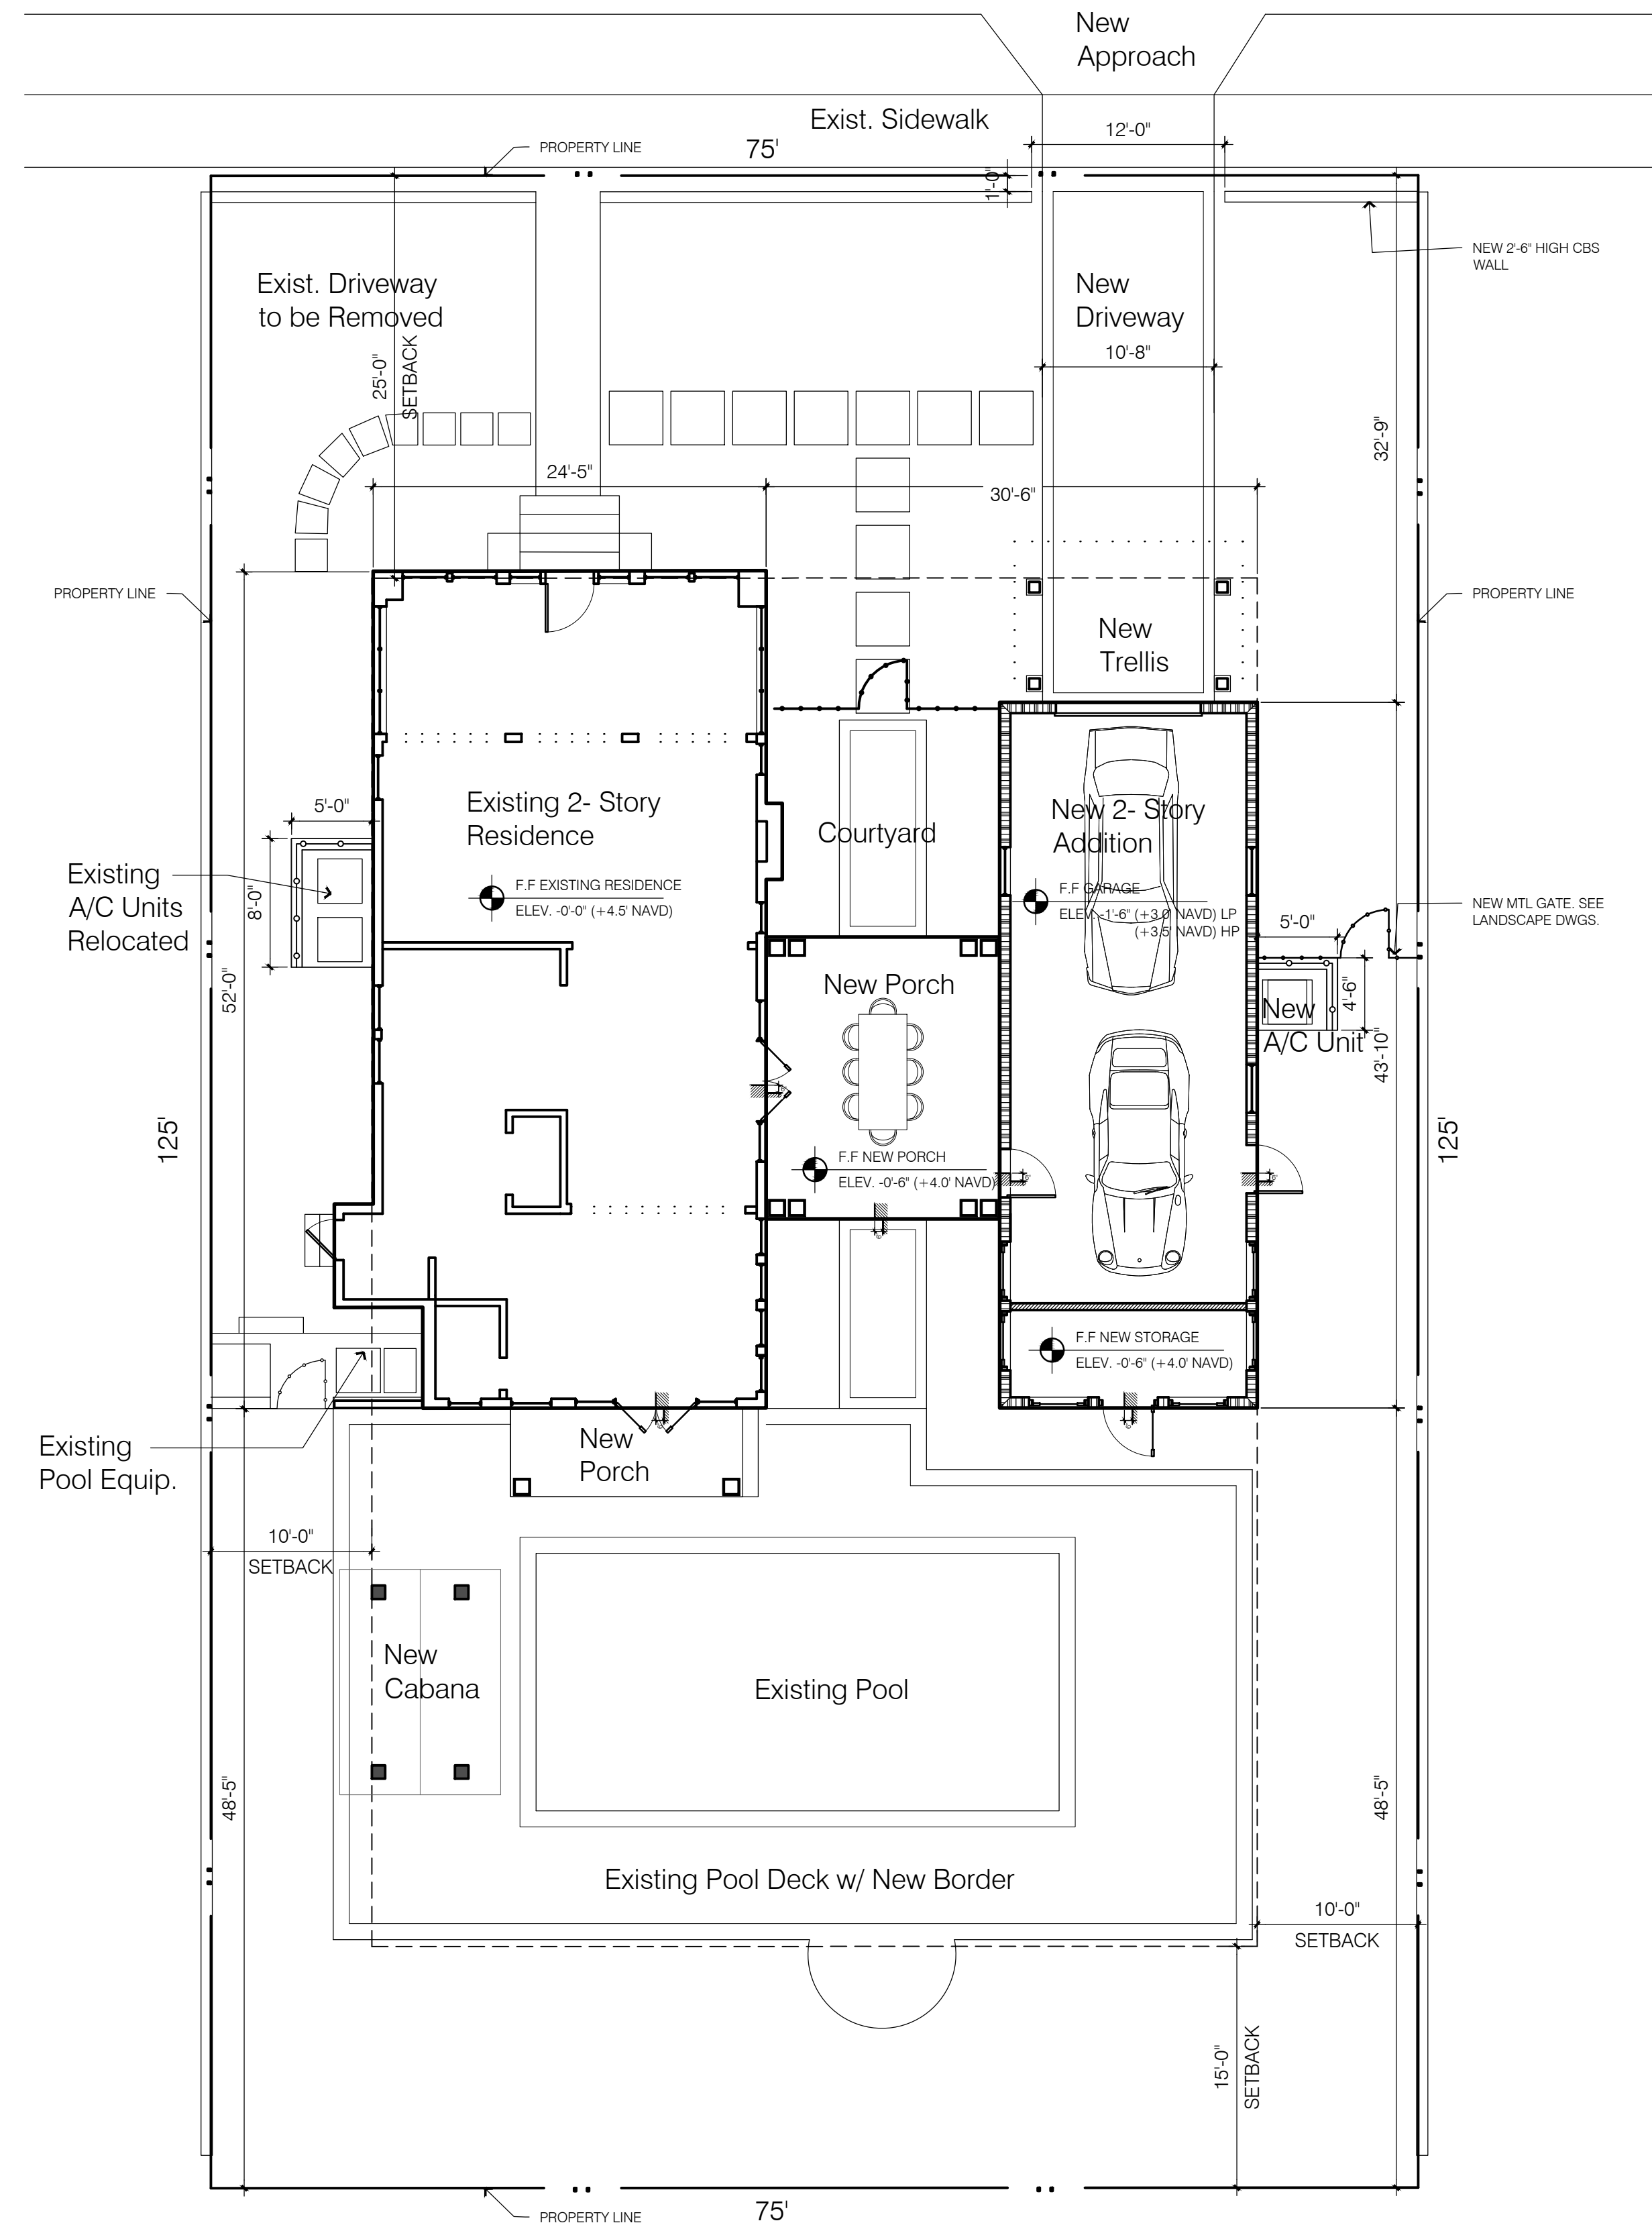 New
Approach
Exist. Sidewalk
12'-0"
PROPERTY LINE
75'
1'-0"
NEW 2'-6" HIGH CBS
WALL
Exist. Driveway
to be Removed
New
Driveway
25'-0"
SETBACK
10'-8"
32'-9"
24'-5"
30'-6"
PROPERTY LINE
PROPERTY LINE
New
Trellis
5'-0"
Existing 2- Story
Residence
Courtyard
New 2- Story
Addition
Existing
A/C Units
Relocated
8'-0"
F.F EXISTING RESIDENCE
ELEV. -0'-0" (+4.5' NAVD)
F.F GARAGE
ELEV. -1'-6" (+3.0' NAVD) LP
(+3.5' NAVD) HP
5'-0"
NEW MTL GATE. SEE
LANDSCAPE DWGS.
52'-0"
New Porch
4'-6"
New
A/C Unit
43'-10"
125'
125'
F.F NEW PORCH
ELEV. -0'-6" (+4.0' NAVD)
F.F NEW STORAGE
ELEV. -0'-6" (+4.0' NAVD)
Existing
Pool Equip.
New
Porch
10'-0"
SETBACK
New
Cabana
Existing Pool
48'-5"
48'-5"
Existing Pool Deck w/ New Border
10'-0"
SETBACK
15'-0"
SETBACK
PROPERTY LINE
75'